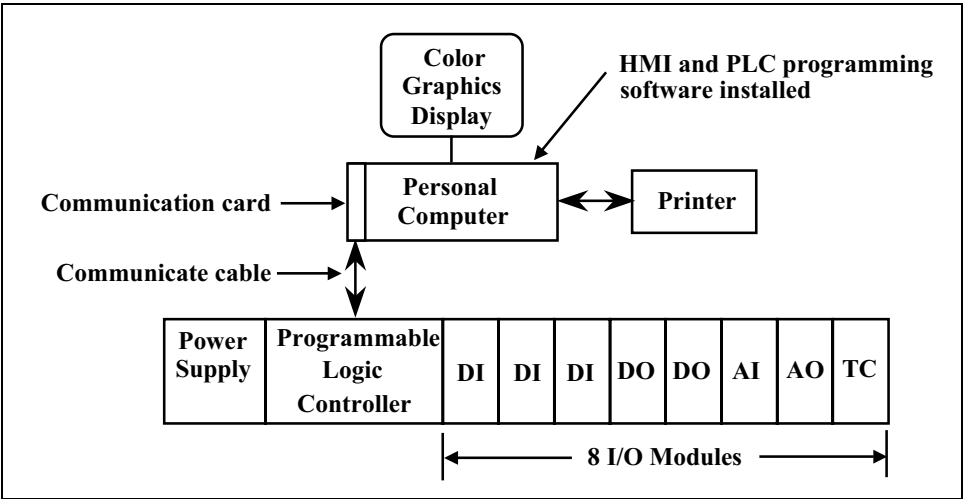 Color
Graphics
Display
HMI and PLC programming
software installed
Communication card
Personal
Computer
Printer
Communicate cable
Power
Supply
Programmable
Logic
Controller
DI
DI
DI
DO
DO
AI
AO
TC
8 I/O Modules